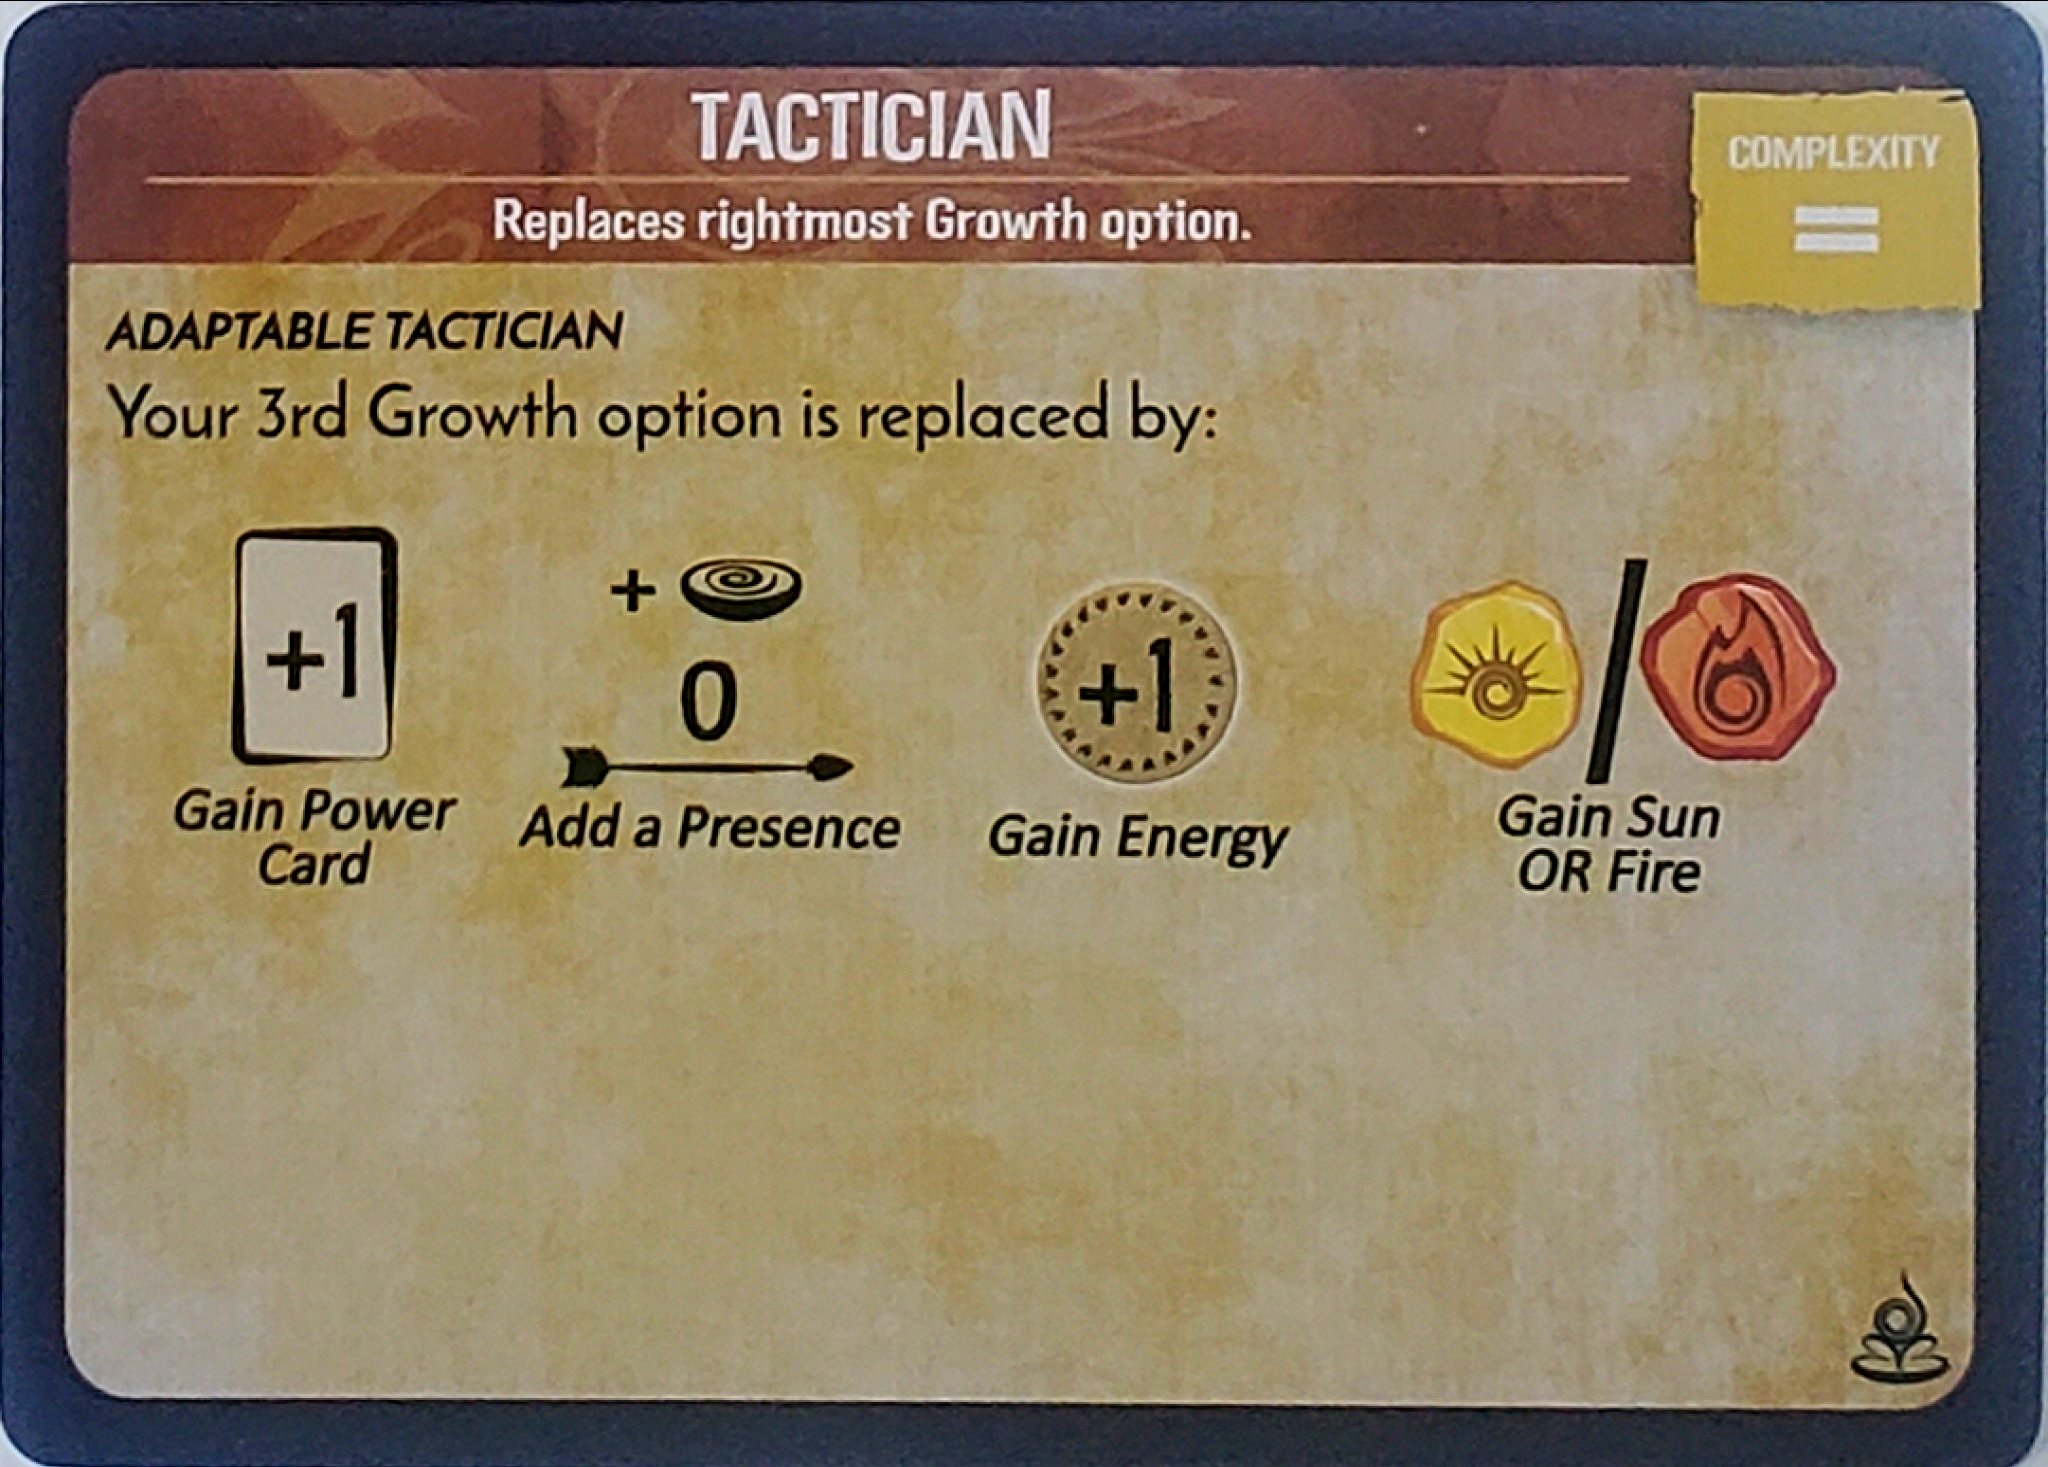 TACTICIAN
COMPLEXITY
=
Replaces rightmost Growth option.
ADAPTABLE TACTICIAN
Your 3rd Growth option is replaced by:
+1
+
0
+1
/
Gain Power
Card
Add a Presence
Gain Energy
Gain Sun
OR Fire